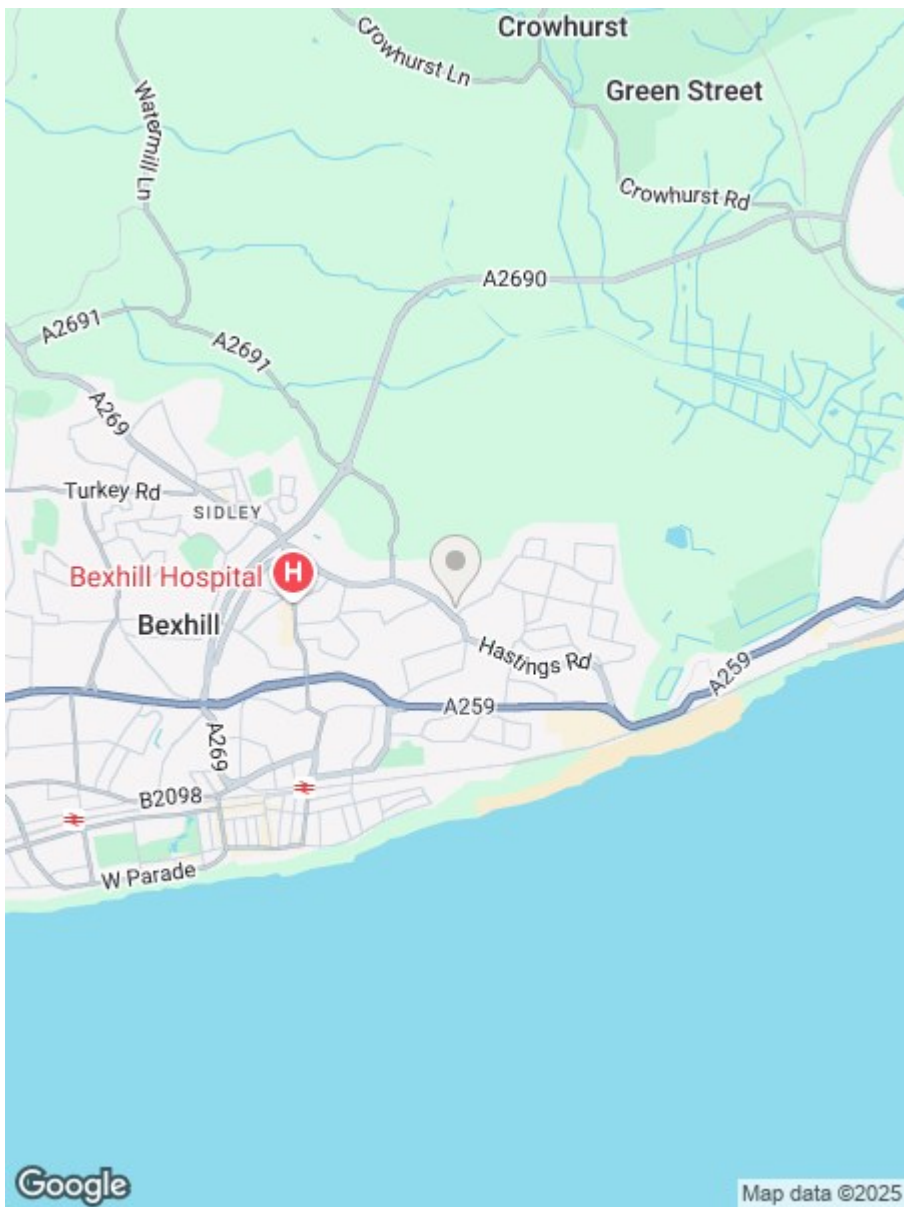 Crowhurst
Crowhurst Ln
Green Street
Watermill Ln
Crowhurst Rd
A2690
A2691
A2691
A269
Turkey Rd
SIDLEY
Bexhill Hospital
H
Bexhill
Hastings Rd
A259
A259
A269
B2098
W Parade
Google
Map data ©2025